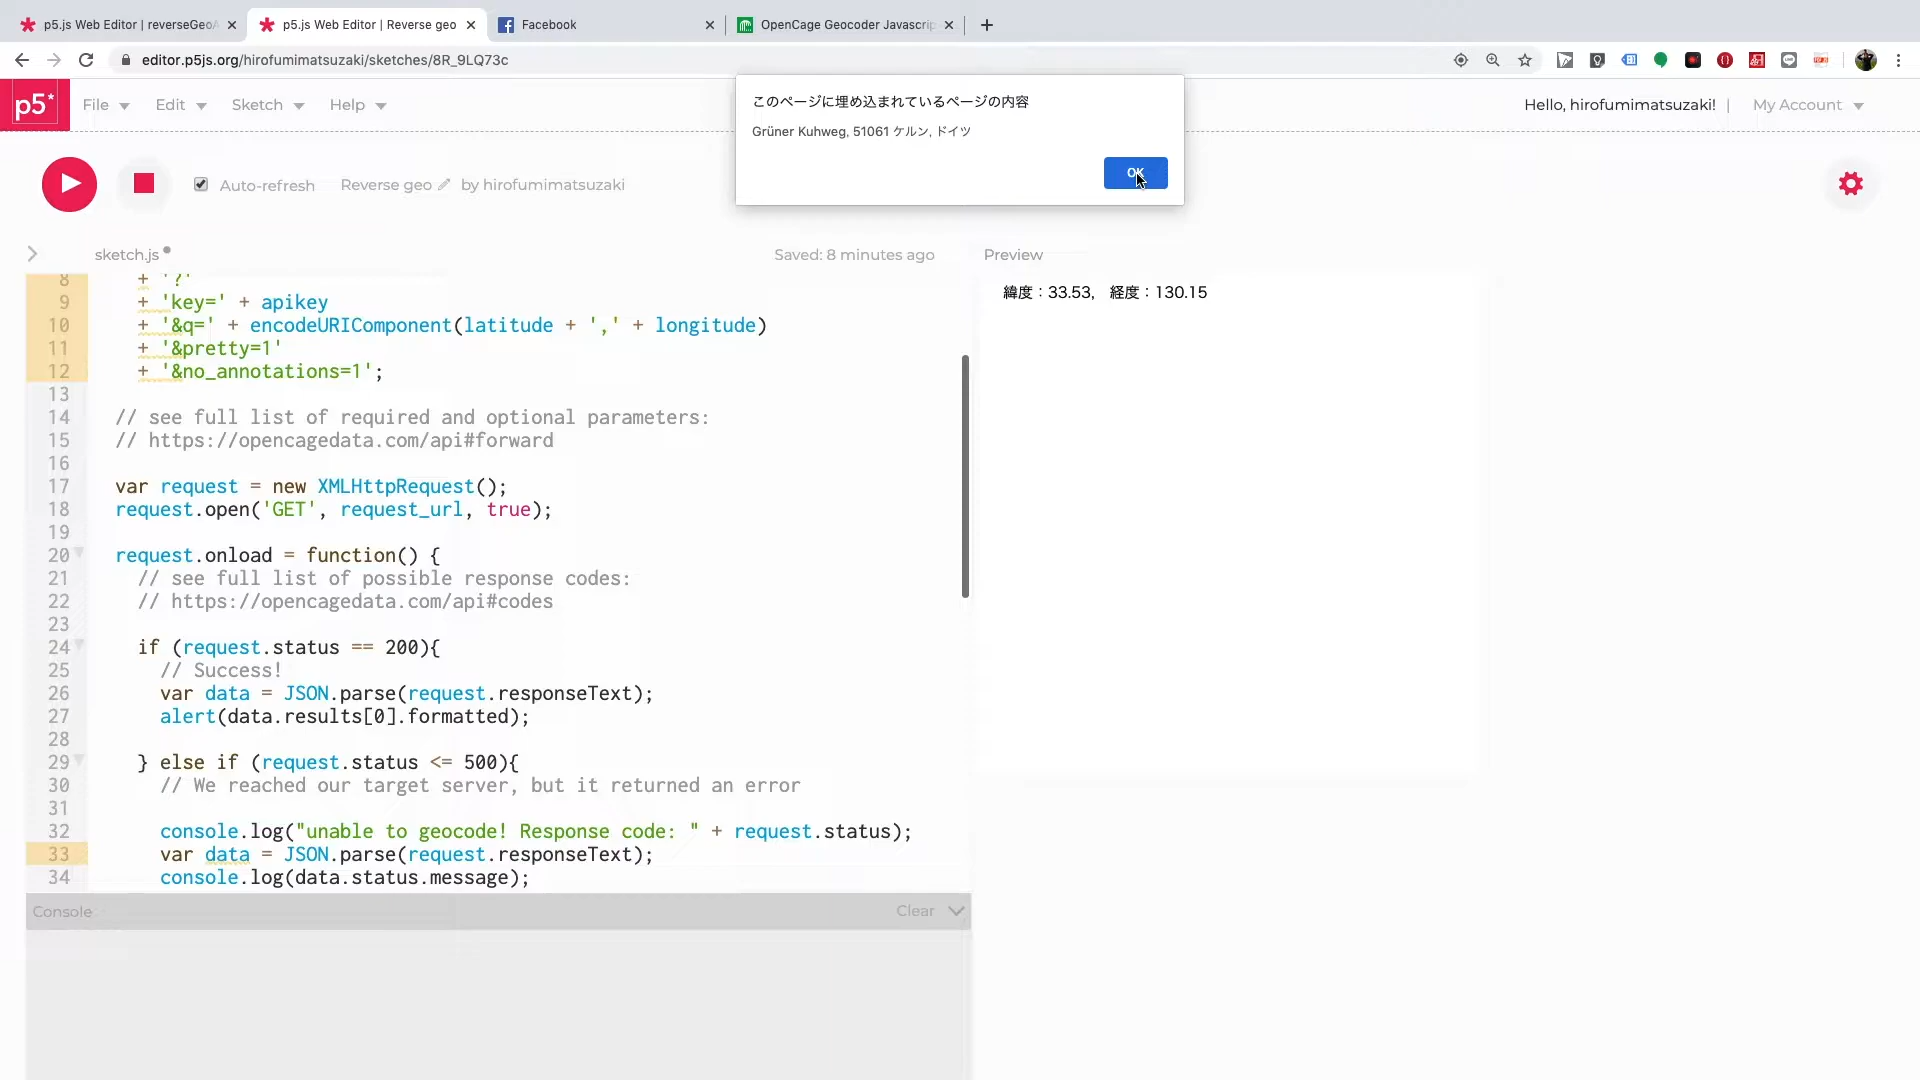 p5.js Web Editor | reverseGeoA
p5.js Web Editor | Reverse geo
Facebook
OpenCage Geocoder Javascrip
editor.p5js.org/hirofumimatsuzaki/sketches/8R_9LQ73c
p5*
File
Edit
Sketch
Help
Hello, hirofumimatsuzaki! |
My Account
このページに埋め込まれているページの内容
Grüner Kuhweg, 51061 ケルン, ドイツ
OK
Auto-refresh
Reverse geo
by hirofumimatsuzaki
sketch.js
Saved: 8 minutes ago
Preview
緯度：33.53, 経度：130.15
8 + '?'
9 + 'key=' + apikey
10 + '&q=' + encodeURIComponent(latitude + ',' + longitude)
11 + '&pretty=1'
12 + '&no_annotations=1';
13
14 // see full list of required and optional parameters:
15 // https://opencagedata.com/api#forward
16
17 var request = new XMLHttpRequest();
18 request.open('GET', request_url, true);
19
20 request.onload = function() {
21 // see full list of possible response codes:
22 // https://opencagedata.com/api#codes
23
24 if (request.status == 200){
25 // Success!
26 var data = JSON.parse(request.responseText);
27 alert(data.results[0].formatted);
28
29 } else if (request.status <= 500){
30 // We reached our target server, but it returned an error
31
32 console.log("unable to geocode! Response code: " + request.status);
33 var data = JSON.parse(request.responseText);
34 console.log(data.status.message);
Console
Clear